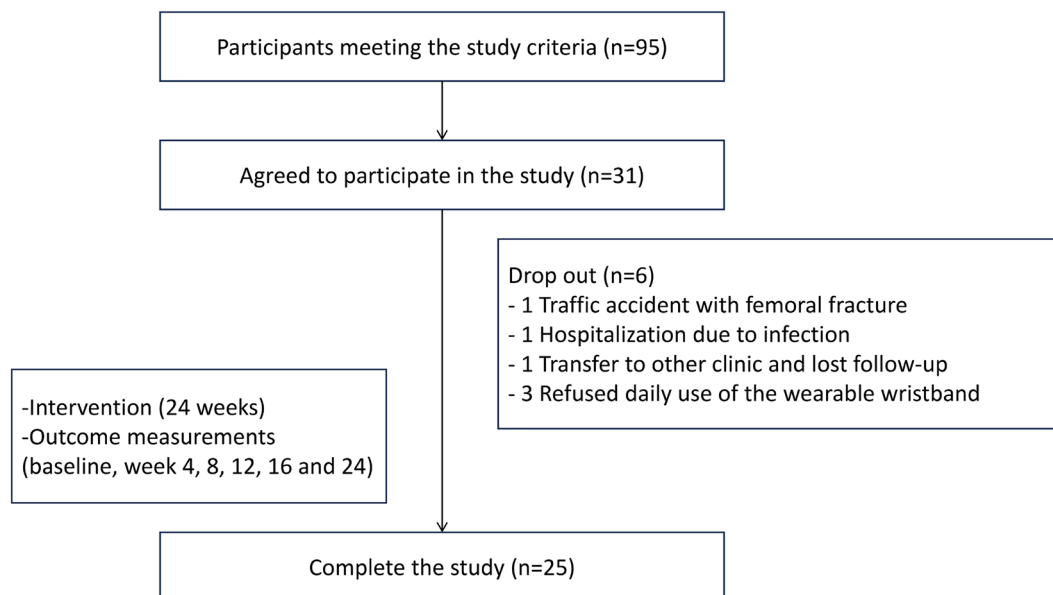 Participants meeting the study criteria (n=95)
Agreed to participate in the study (n=31)
Drop out (n=6)
- 1 Traffic accident with femoral fracture
- 1 Hospitalization due to infection
- 1 Transfer to other clinic and lost follow-up
- 3 Refused daily use of the wearable wristband
-Intervention (24 weeks)
-Outcome measurements
(baseline, week 4, 8, 12, 16 and 24)
Complete the study (n=25)